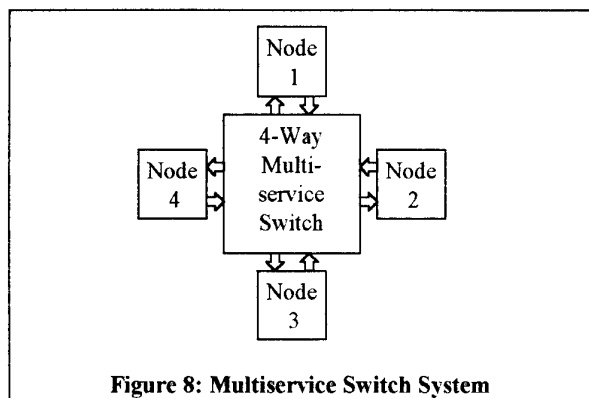 Node
1
4-Way
Multi-
service
Switch
Node
4
Node
2
Node
3
Figure 8: Multiservice Switch System